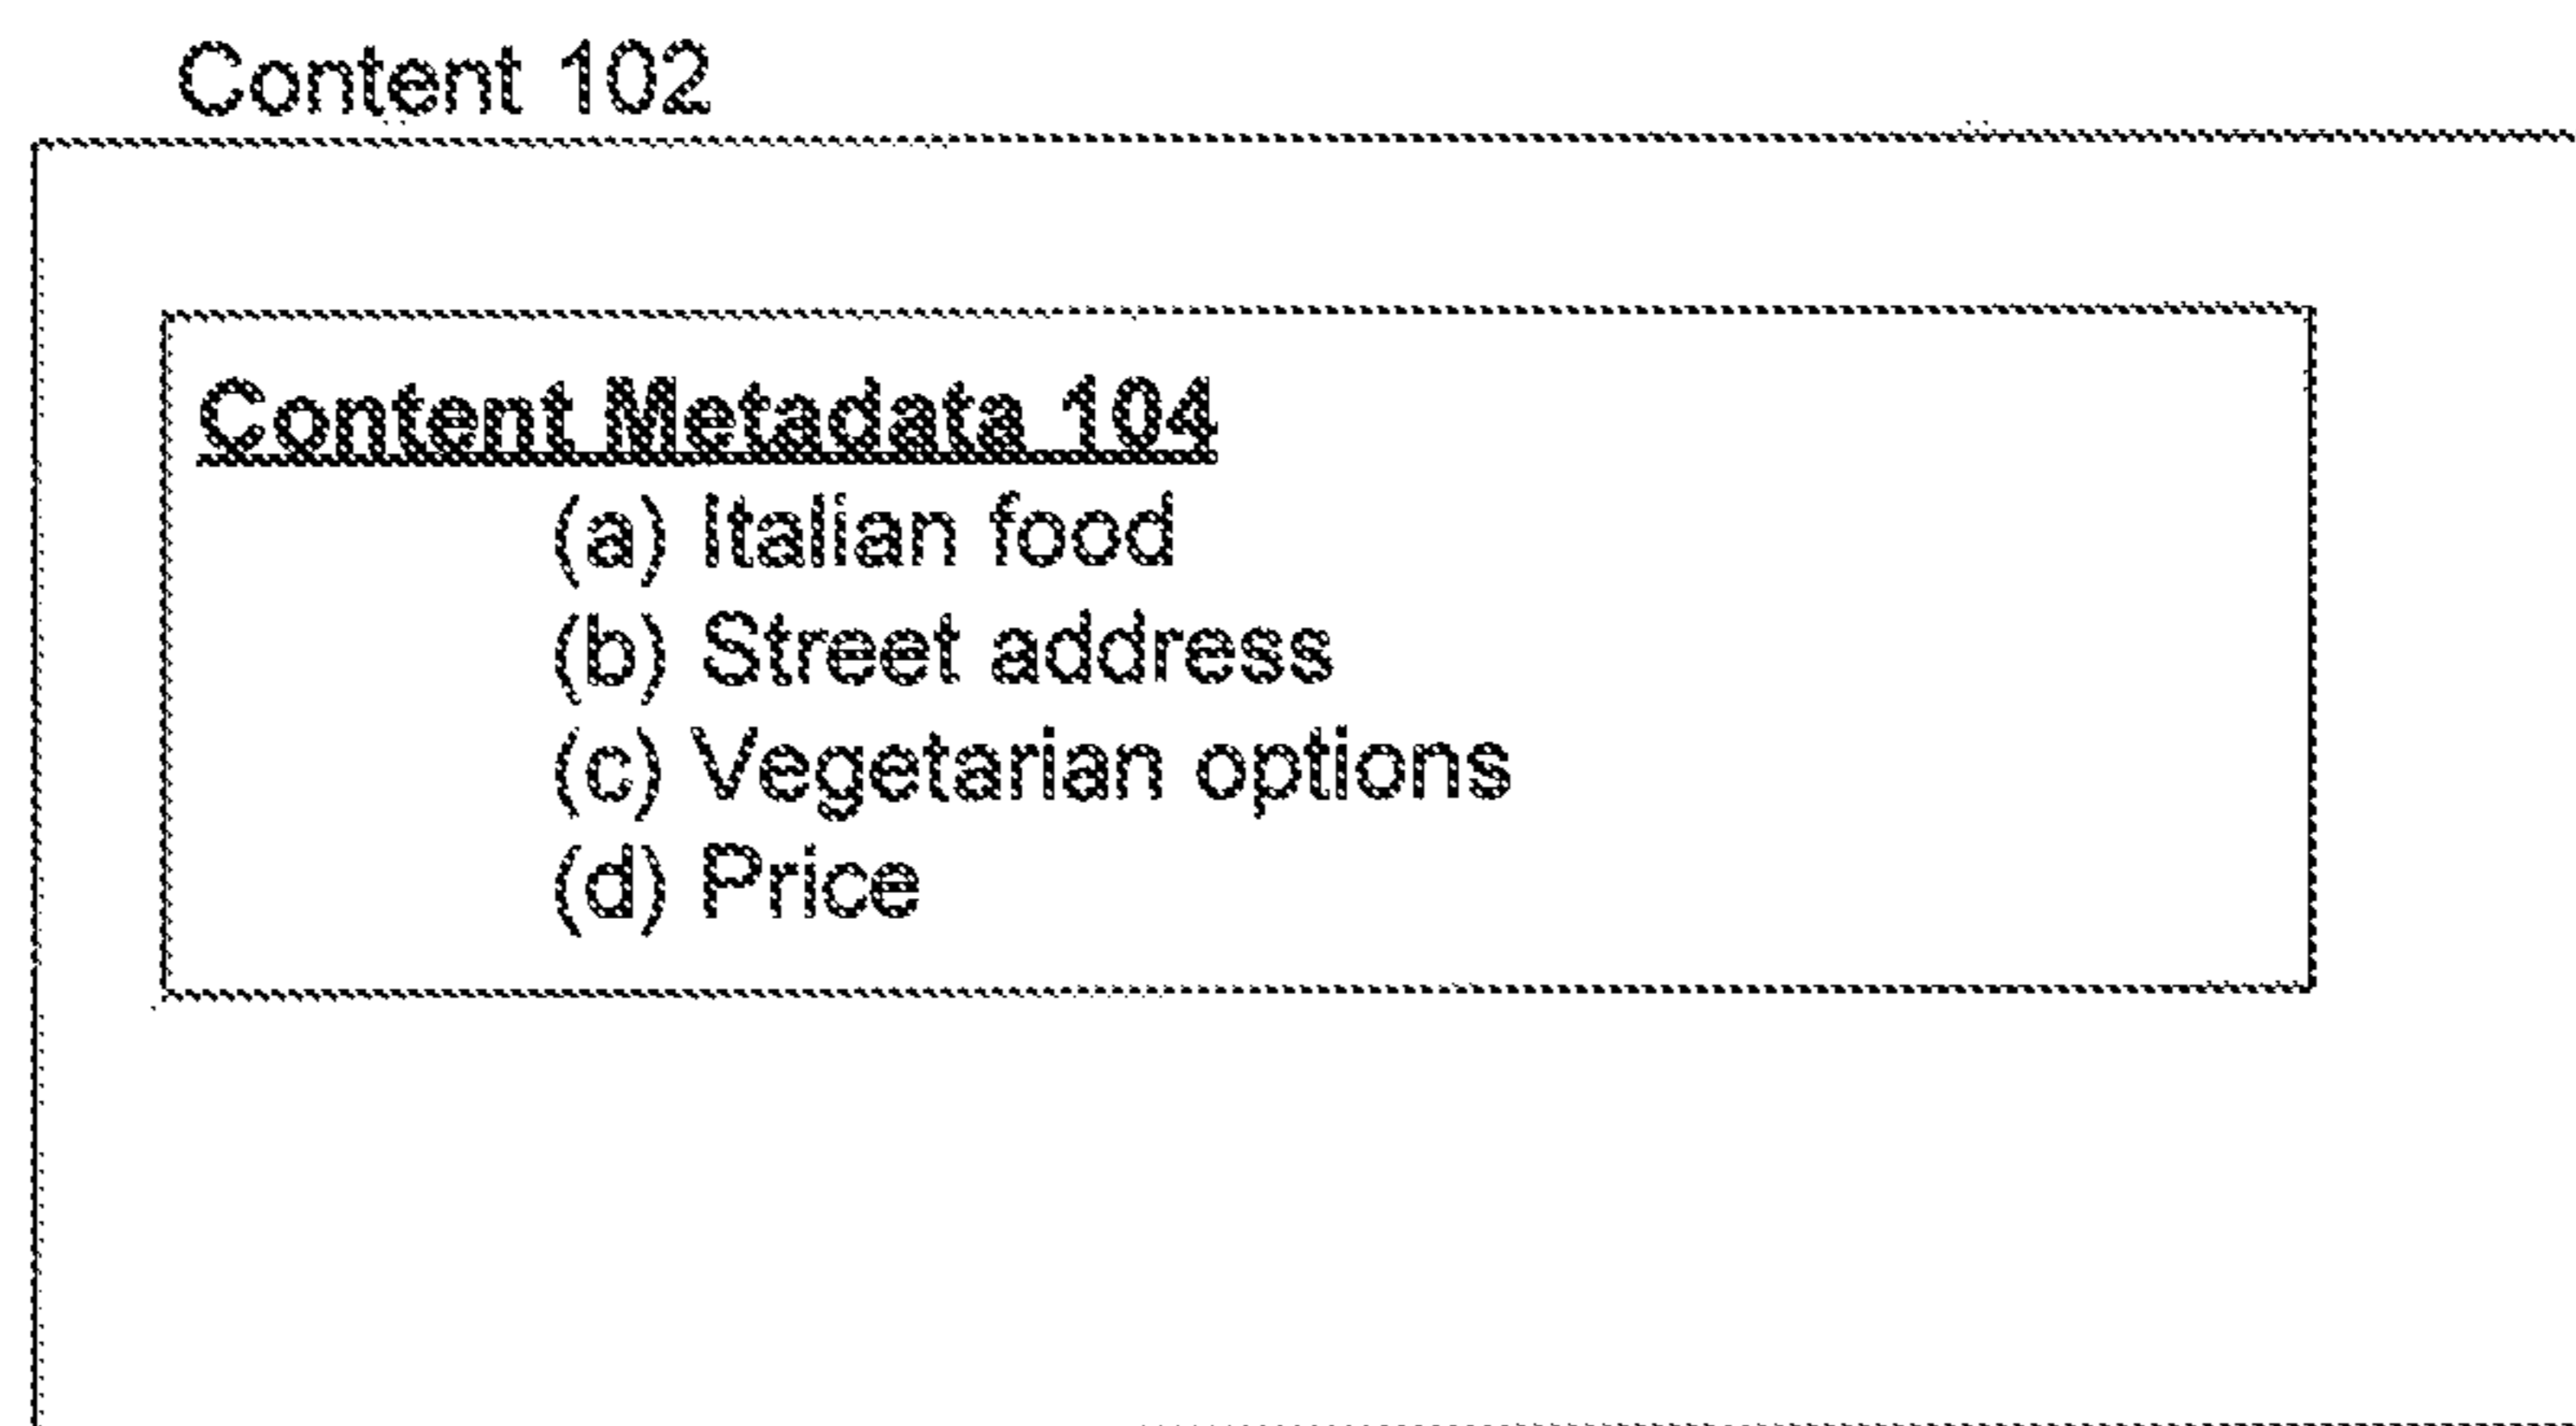 Content 102
Content Metadata 104
(a) Italian food
(b) Street address
(c) Vegetarian options
(d) Price